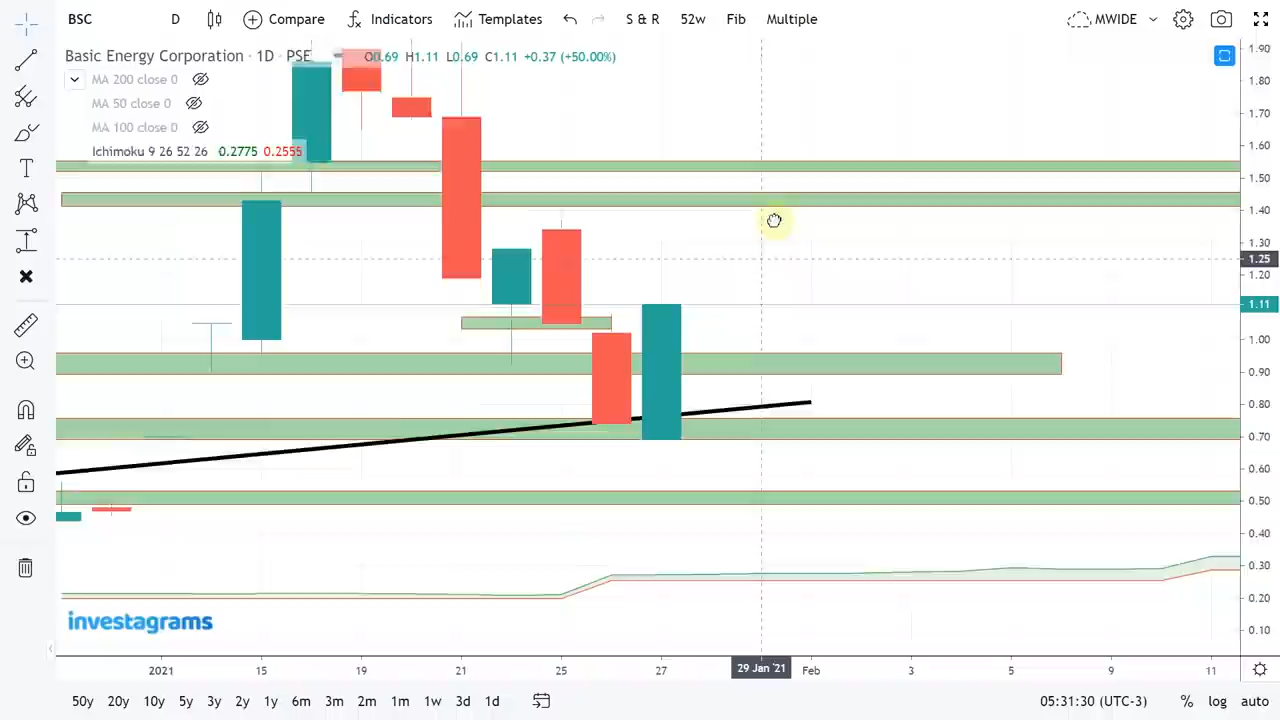 BSC D Compare Indicators Templates S & R 52w Fib Multiple MWIDE
Basic Energy Corporation · 1D · PSE O0.69 H1.11 L0.69 C1.11 +0.37 (+50.00%)
MA 200 close 0
MA 50 close 0
MA 100 close 0
Ichimoku 9 26 52 26 0.2775 0.2555
1.90
1.80
1.70
1.60
1.50
1.40
1.30
1.25
1.20
1.11
1.00
0.90
0.80
0.70
0.60
0.50
0.40
0.30
0.20
0.10
investagrams
2021 15 19 21 25 27 29 Jan '21 Feb 3 5 9 11
50y 20y 10y 5y 3y 2y 1y 6m 3m 2m 1m 1w 3d 1d 05:31:30 (UTC-3) % log auto